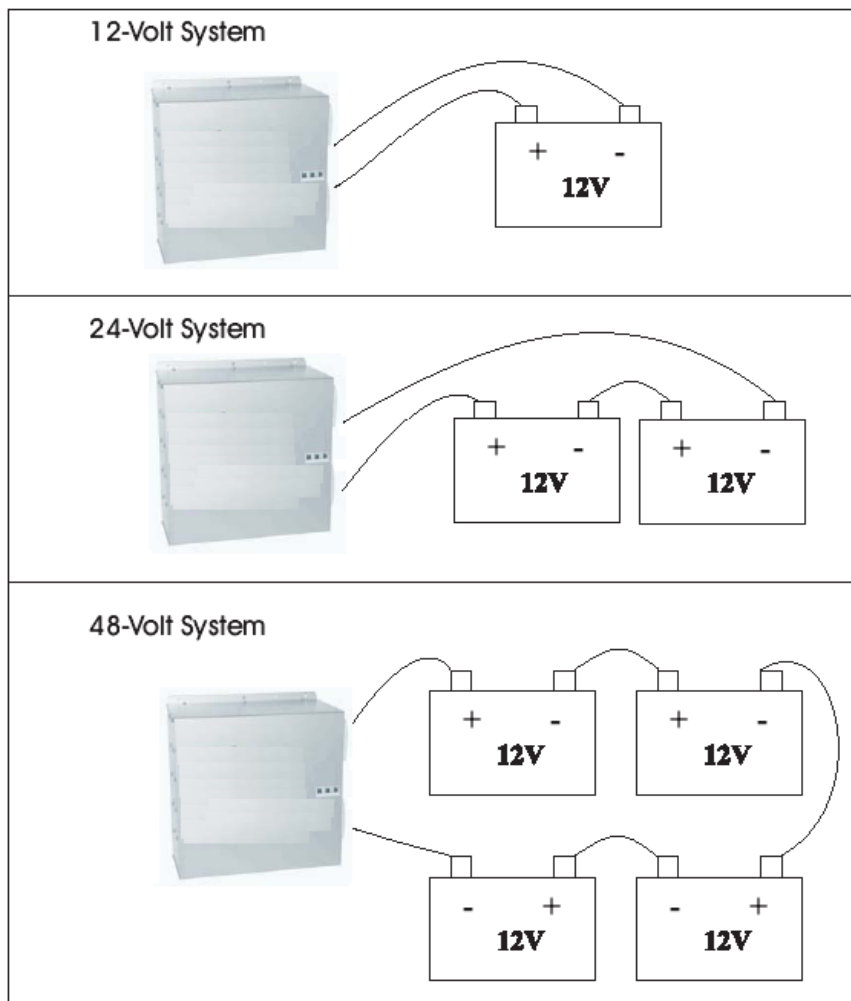 12-Volt System
+ -
12V
24-Volt System
+ - + -
12V 12V
48-Volt System
+ - + -
12V 12V
- + - +
12V 12V